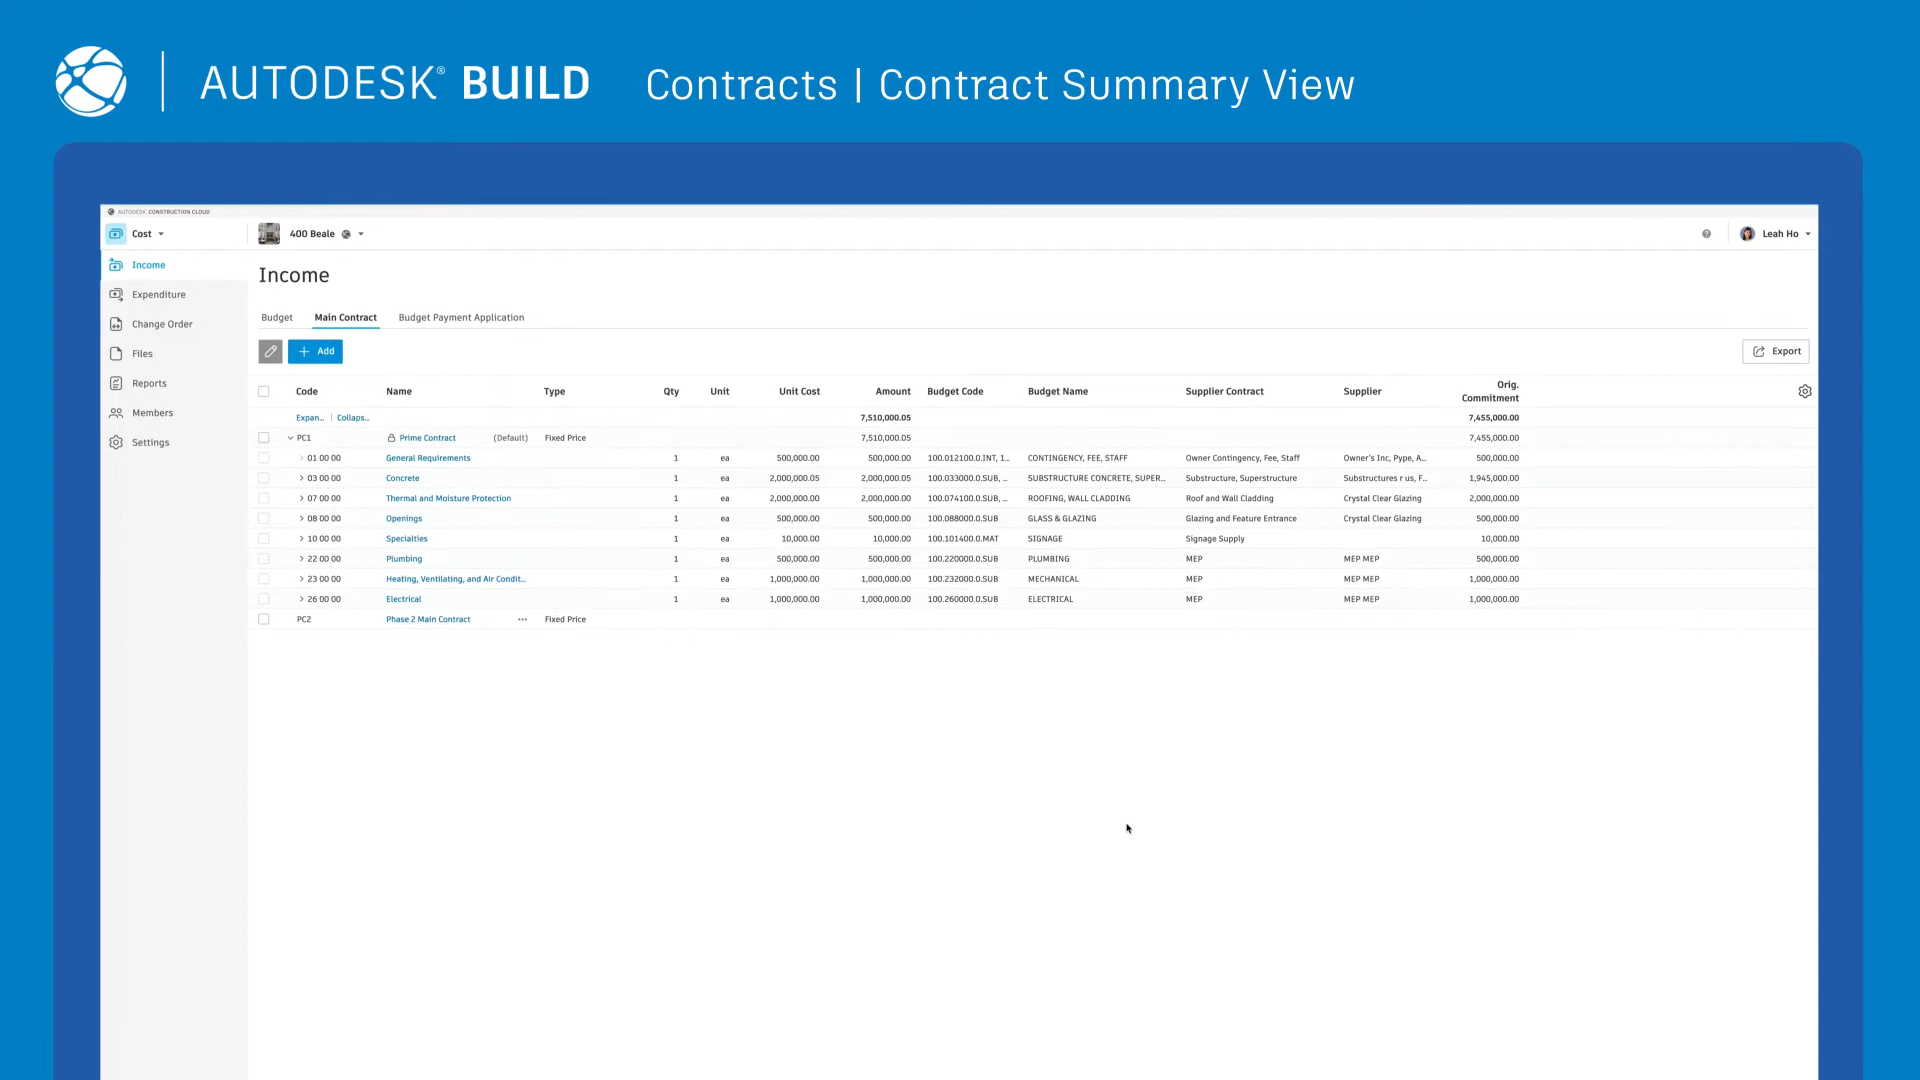 AUTODESK® BUILD Contracts | Contract Summary View
AUTODESK CONSTRUCTION CLOUD
Cost 400 Beale Leah Ho
Income
Expenditure
Change Order
Files
Reports
Members
Settings
Income
Budget Main Contract Budget Payment Application
+ Add Export
Code Name Type Qty Unit Unit Cost Amount Budget Code Budget Name Supplier Contract Supplier Orig. Commitment
Expan... | Collaps... 7,510,000.05 7,455,000.00
PC1 Prime Contract (Default) Fixed Price 7,510,000.05 7,455,000.00
01 00 00 General Requirements 1 ea 500,000.00 500,000.00 100.012100.0.INT, 1... CONTINGENCY, FEE, STAFF Owner Contingency, Fee, Staff Owner's Inc, Pype, A... 500,000.00
03 00 00 Concrete 1 ea 2,000,000.05 2,000,000.05 100.033000.0.SUB, ... SUBSTRUCTURE CONCRETE, SUPER... Substructure, Superstructure Substructures r us, F... 1,945,000.00
07 00 00 Thermal and Moisture Protection 1 ea 2,000,000.00 2,000,000.00 100.074100.0.SUB, ... ROOFING, WALL CLADDING Roof and Wall Cladding Crystal Clear Glazing 2,000,000.00
08 00 00 Openings 1 ea 500,000.00 500,000.00 100.088000.0.SUB GLASS & GLAZING Glazing and Feature Entrance Crystal Clear Glazing 500,000.00
10 00 00 Specialties 1 ea 10,000.00 10,000.00 100.101400.0.MAT SIGNAGE Signage Supply 10,000.00
22 00 00 Plumbing 1 ea 500,000.00 500,000.00 100.220000.0.SUB PLUMBING MEP MEP MEP 500,000.00
23 00 00 Heating, Ventilating, and Air Condit... 1 ea 1,000,000.00 1,000,000.00 100.232000.0.SUB MECHANICAL MEP MEP MEP 1,000,000.00
26 00 00 Electrical 1 ea 1,000,000.00 1,000,000.00 100.260000.0.SUB ELECTRICAL MEP MEP MEP 1,000,000.00
PC2 Phase 2 Main Contract ... Fixed Price